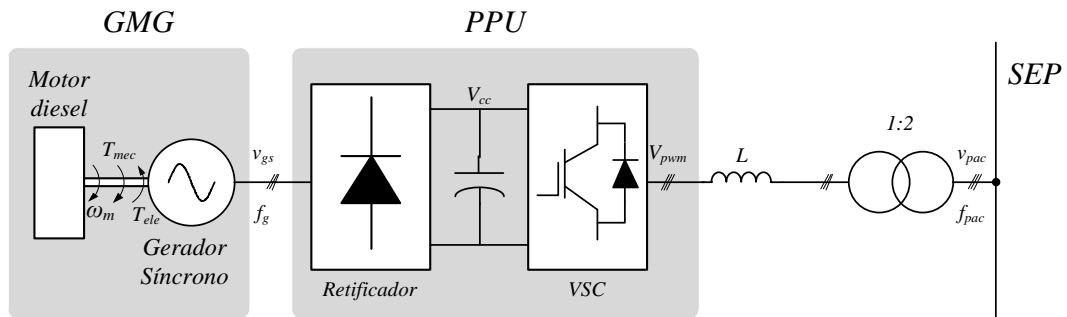 GMG
PPU
SEP
Motor
diesel
T_mec
ω_m
T_ele
Gerador
Síncrono
v_gs
f_g
V_cc
Retificador
VSC
V_pwm
L
1:2
v_pac
f_pac